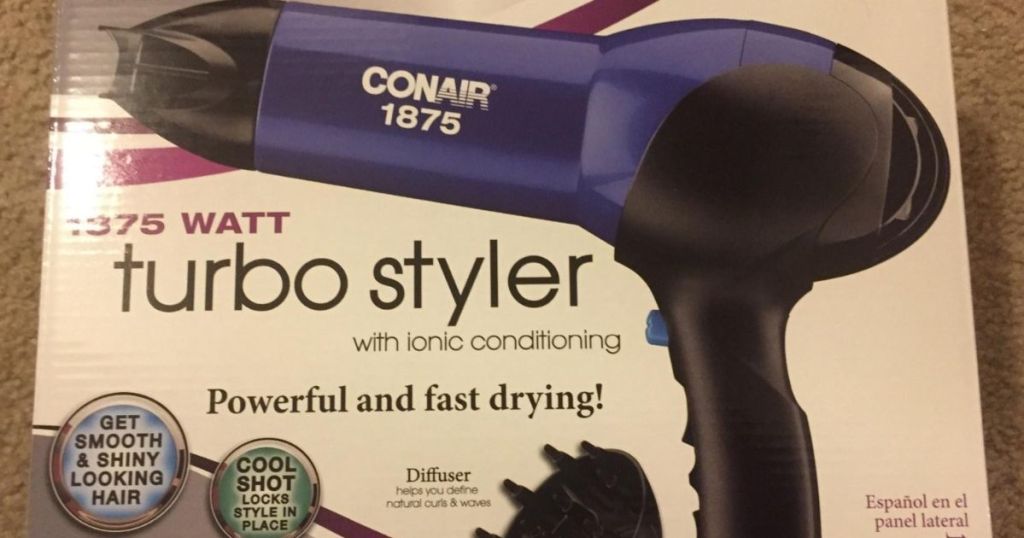 CONAIR®
1875
1875 WATT
turbo styler
with ionic conditioning
Powerful and fast drying!
GET
SMOOTH
& SHINY
LOOKING
HAIR
COOL
SHOT
LOCKS
STYLE IN
PLACE
Diffuser
helps you define
natural curls & waves
Español en el
panel lateral